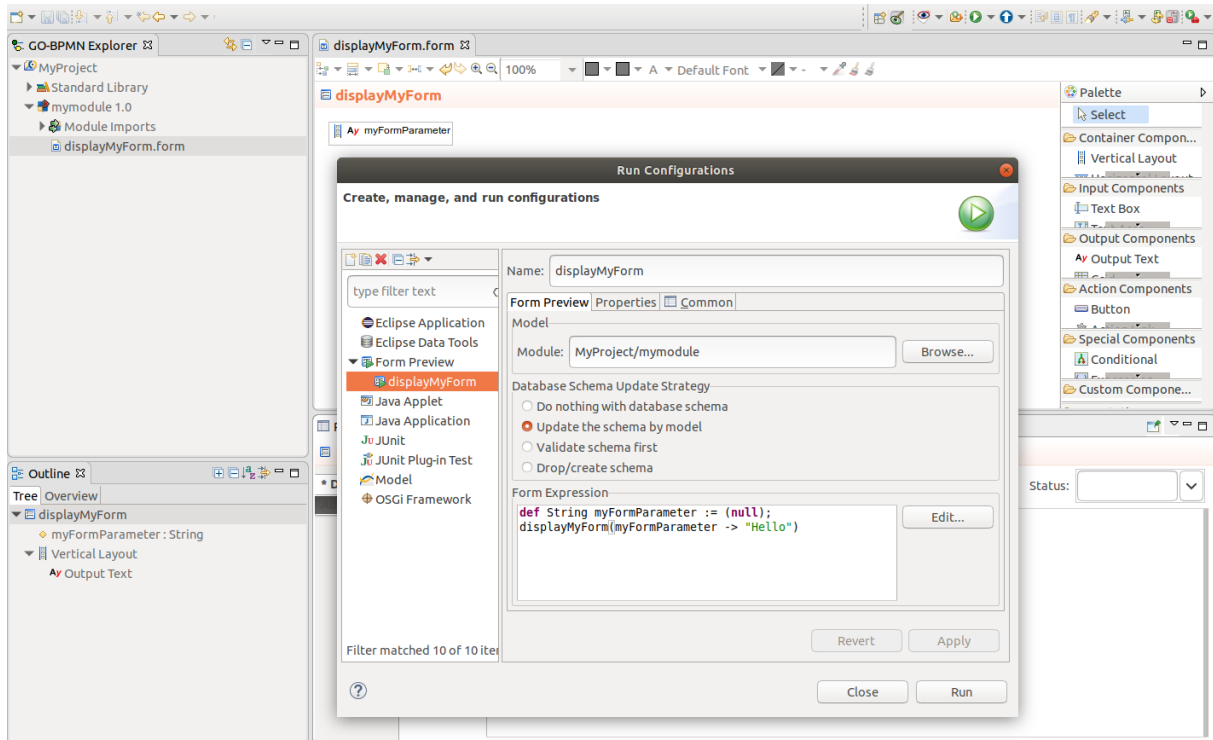 GO-BPMN Explorer
MyProject
Standard Library
mymodule 1.0
Module Imports
displayMyForm.form
displayMyForm.form
100%
A
Default Font
displayMyForm
Ay myFormParameter
Palette
Select
Container Compon...
Vertical Layout
Input Components
Text Box
Output Components
Ay Output Text
Action Components
Button
Special Components
Conditional
Custom Compone...
Run Configurations
Create, manage, and run configurations
type filter text
Eclipse Application
Eclipse Data Tools
Form Preview
displayMyForm
Java Applet
Java Application
JUnit
JUnit Plug-in Test
Model
OSGi Framework
Filter matched 10 of 10 iter
Name: displayMyForm
Form Preview Properties Common
Model
Module: MyProject/mymodule Browse...
Database Schema Update Strategy
Do nothing with database schema
Update the schema by model
Validate schema first
Drop/create schema
Form Expression
def String myFormParameter := (null);
displayMyForm(myFormParameter -> "Hello")
Edit...
Revert Apply
Close Run
Outline
Tree Overview
displayMyForm
myFormParameter : String
Vertical Layout
Ay Output Text
Status: